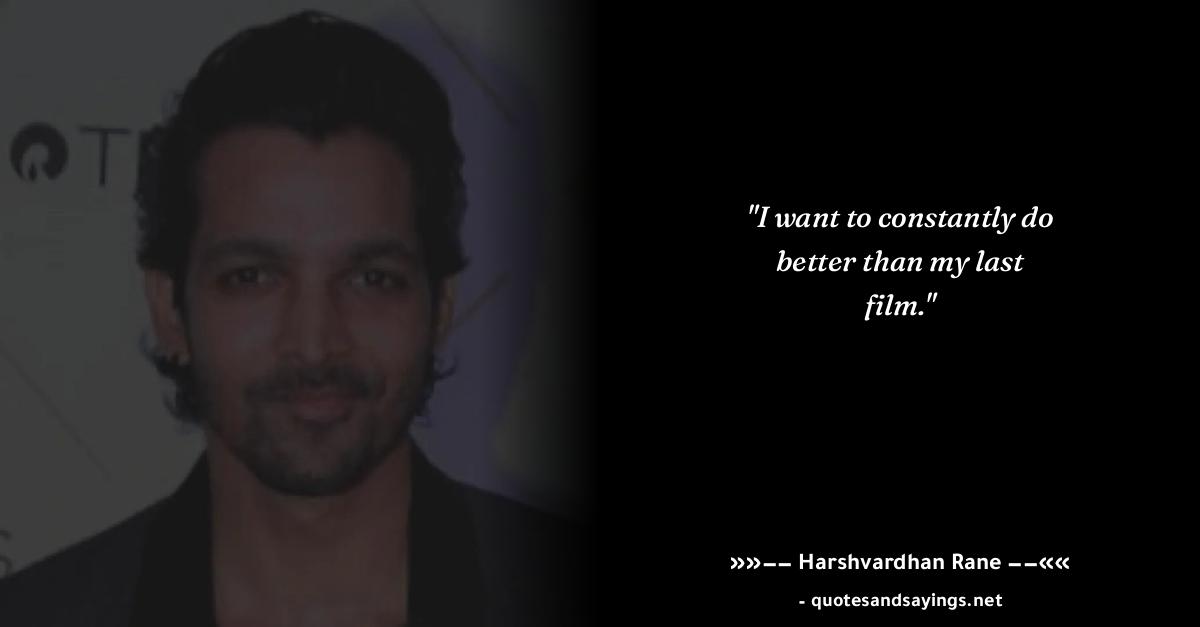 T
S
"I want to constantly do
better than my last
film."
»»–– Harshvardhan Rane ––««
- quotesandsayings.net